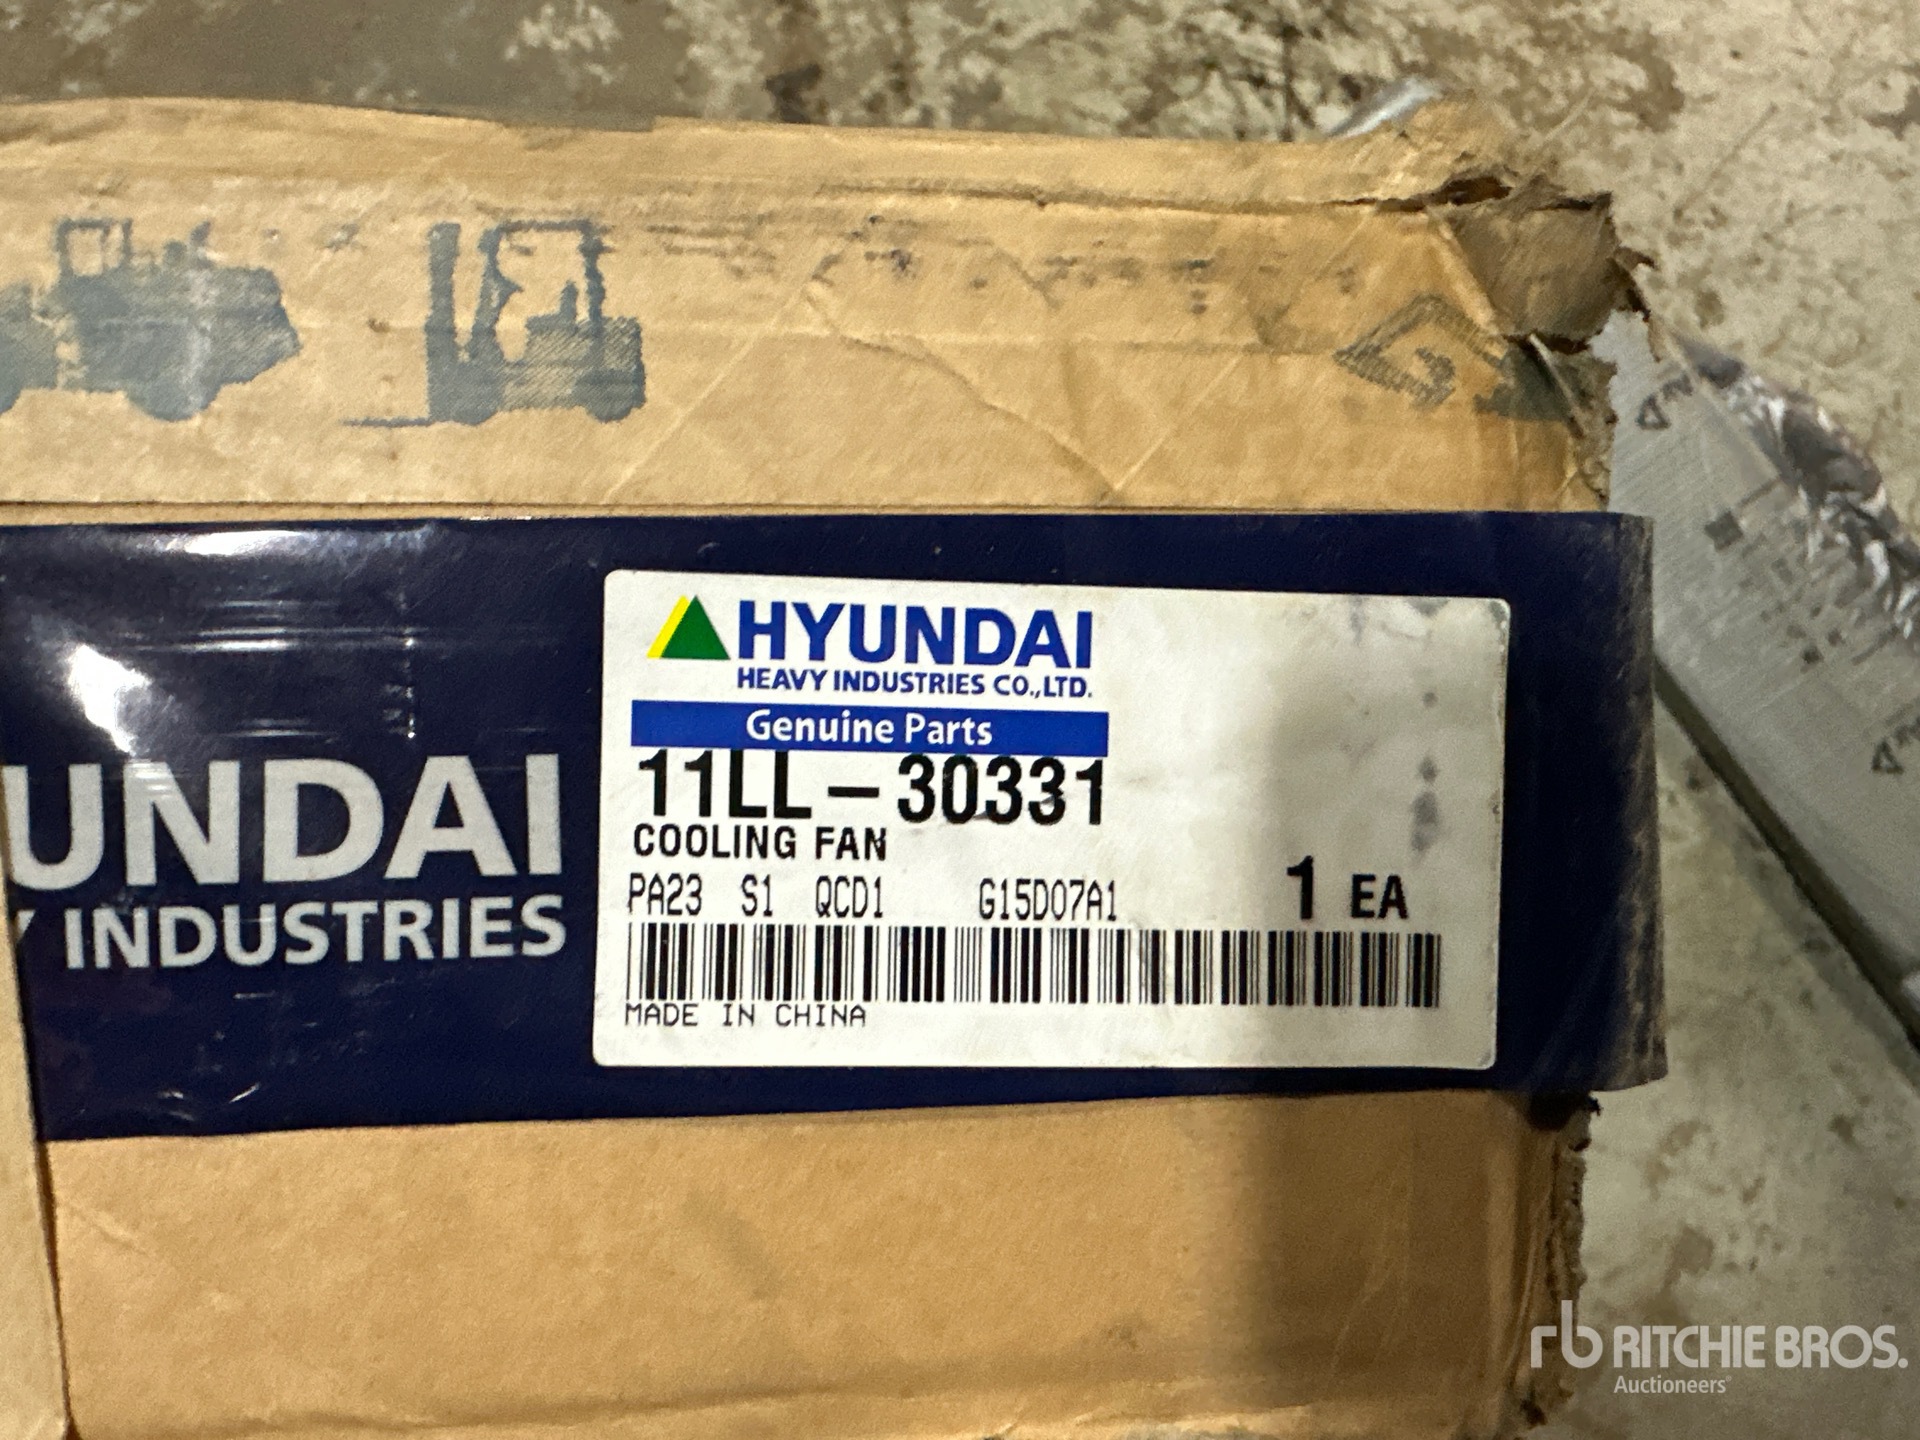 HYUNDAI
HEAVY INDUSTRIES CO.,LTD.
Genuine Parts
11LL-30331
COOLING FAN
PA23 S1 QCD1 G15D07A1 1 EA
MADE IN CHINA
UNDAI
Y INDUSTRIES
rb RITCHIE BROS.
Auctioneers